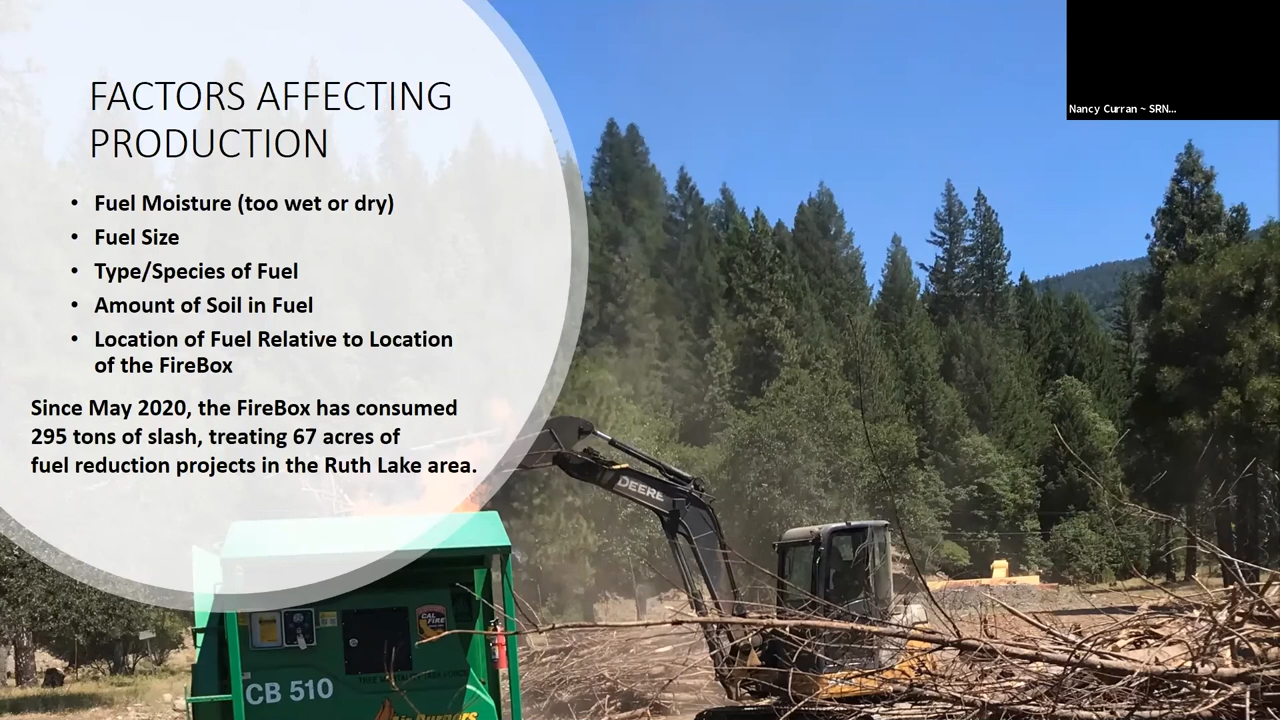 FACTORS AFFECTING
PRODUCTION
• Fuel Moisture (too wet or dry)
• Fuel Size
• Type/Species of Fuel
• Amount of Soil in Fuel
• Location of Fuel Relative to Location
of the FireBox
Since May 2020, the FireBox has consumed
295 tons of slash, treating 67 acres of
fuel reduction projects in the Ruth Lake area.
Nancy Curran ~ SRN...
DEERE
CAL
FIRE
CB 510